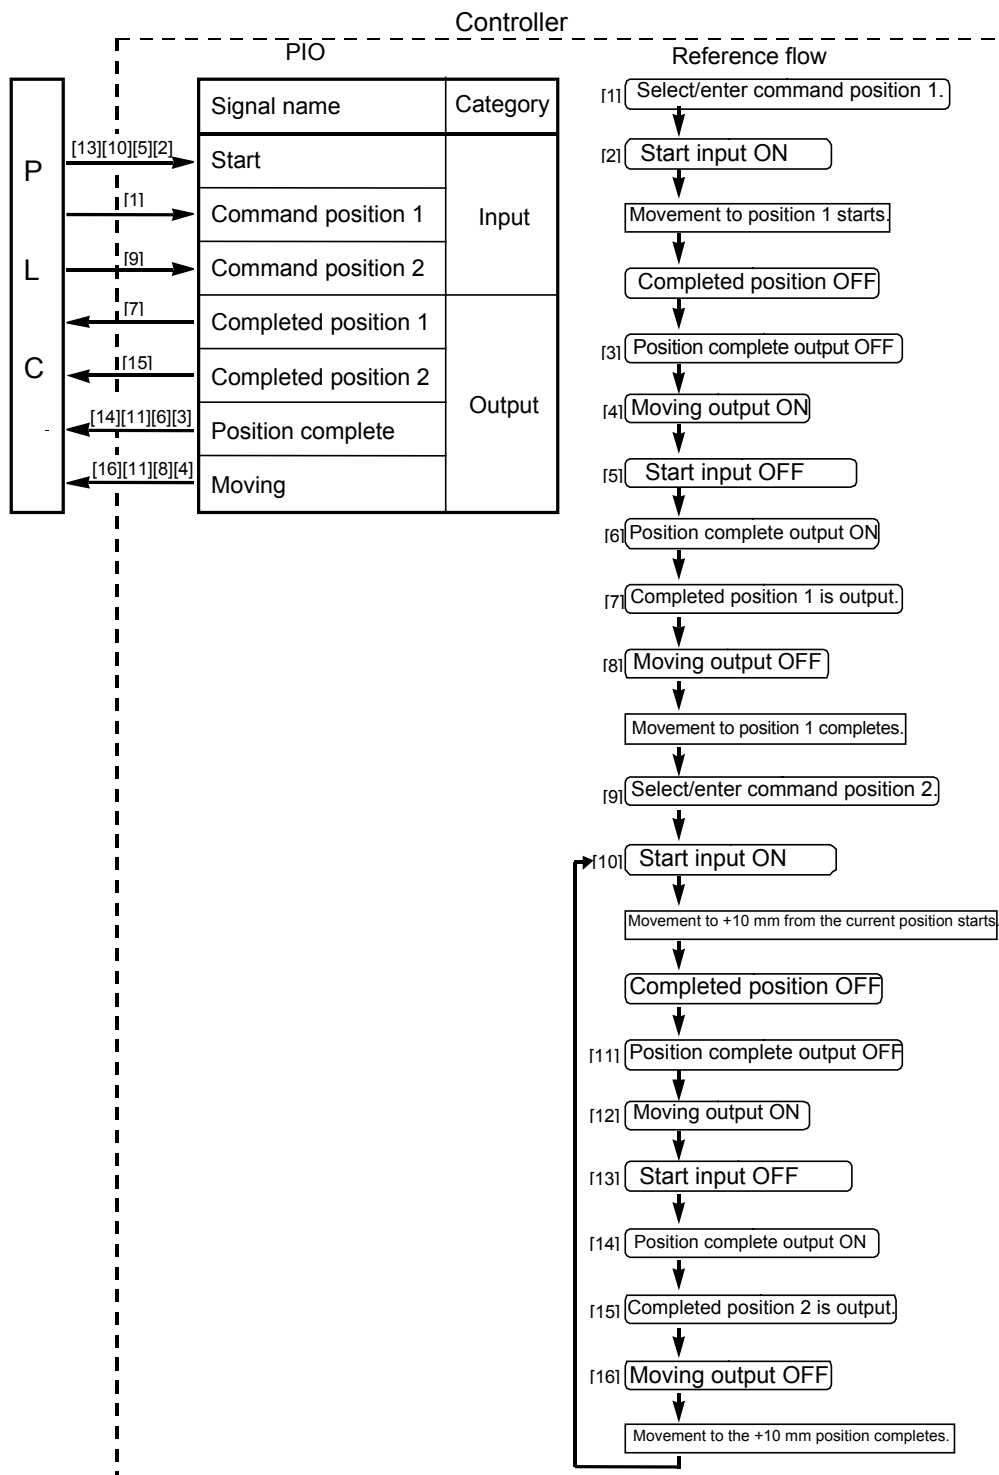 Controller
PIO
Signal name Category
[13][10][5][2] Start
[1] Command position 1
Input
[9] Command position 2
[7] Completed position 1
[15] Completed position 2
Output
[14][11][6][3] Position complete
[16][11][8][4] Moving
P
L
C
Reference flow
[1] Select/enter command position 1.
[2] Start input ON
Movement to position 1 starts.
Completed position OFF
[3] Position complete output OFF
[4] Moving output ON
[5] Start input OFF
[6] Position complete output ON
[7] Completed position 1 is output.
[8] Moving output OFF
Movement to position 1 completes.
[9] Select/enter command position 2.
[10] Start input ON
Movement to +10 mm from the current position starts.
Completed position OFF
[11] Position complete output OFF
[12] Moving output ON
[13] Start input OFF
[14] Position complete output ON
[15] Completed position 2 is output.
[16] Moving output OFF
Movement to the +10 mm position completes.